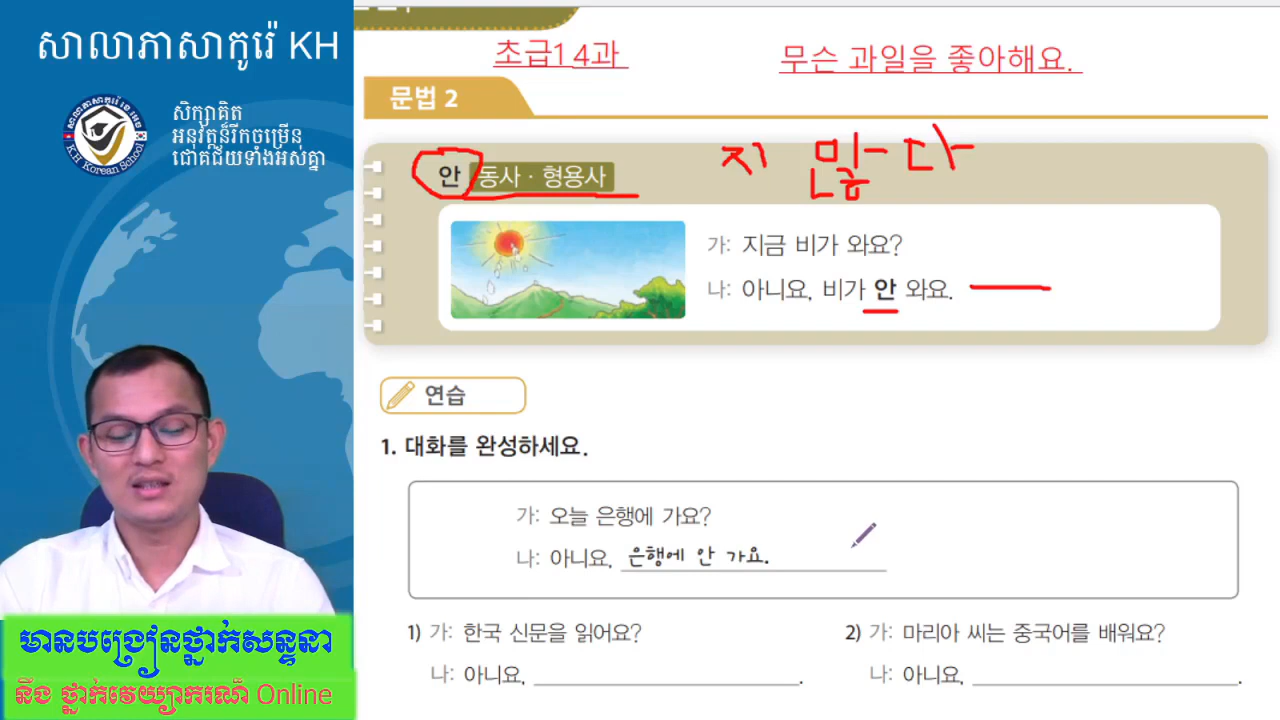 សាលាភាសាកូរ៉េ KH
សិក្សាគិត
អនុវត្តន៍រីកចម្រើន
ជោគជ័យទាំងអស់គ្នា
K.H Korean School
មានបង្រៀនថ្នាក់សន្ទនា
និង ថ្នាក់វេយ្យាករណ៍ Online
초급1 4과 무슨 과일을 좋아해요.
문법 2
안 동사·형용사
지 않다
가: 지금 비가 와요?
나: 아니요, 비가 안 와요.
연습
1. 대화를 완성하세요.
가: 오늘 은행에 가요?
나: 아니요, 은행에 안 가요.
1) 가: 한국 신문을 읽어요?
나: 아니요, .
2) 가: 마리아 씨는 중국어를 배워요?
나: 아니요, .